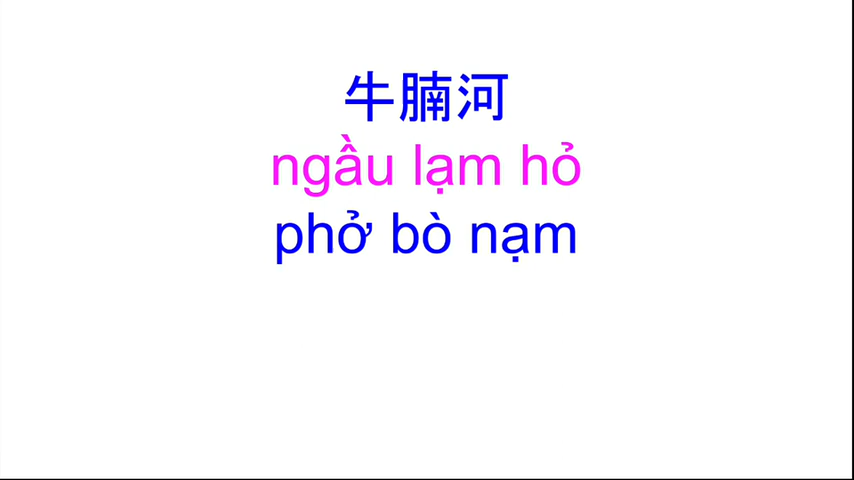 牛腩河
ngầu lạm hỏ
phở bò nạm